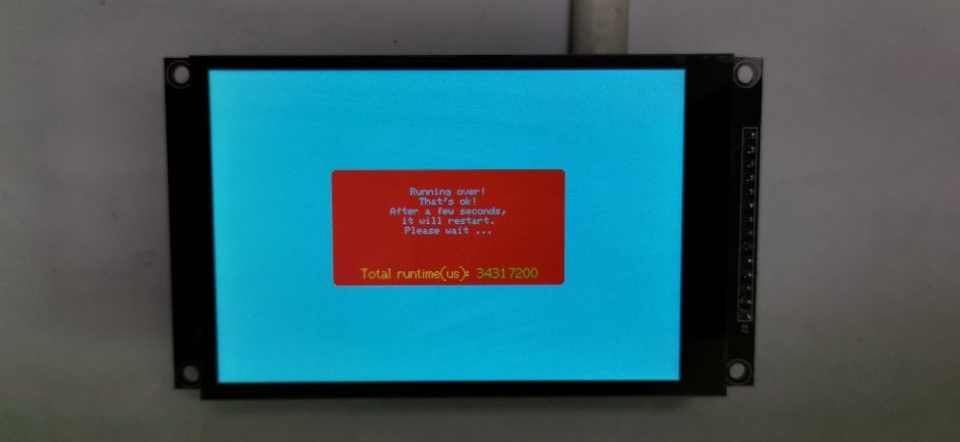 Running over!
That's ok!
After a few seconds,
it will restart.
Please wait ...
Total runtime(us): 34317200